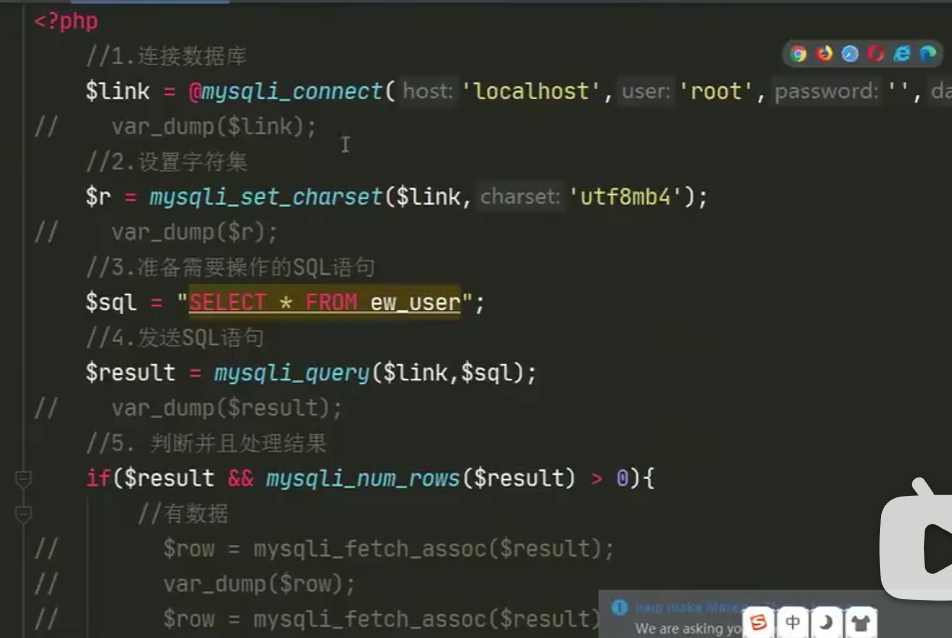 <?php
//1.连接数据库
$link = @mysqli_connect( host: 'localhost', user: 'root', password: '',
// var_dump($link);
//2.设置字符集
$r = mysqli_set_charset($link, charset: 'utf8mb4');
// var_dump($r);
//3.准备需要操作的SQL语句
$sql = "SELECT * FROM ew_user";
//4.发送SQL语句
$result = mysqli_query($link,$sql);
// var_dump($result);
//5. 判断并且处理结果
if($result && mysqli_num_rows($result) > 0){
//有数据
// $row = mysqli_fetch_assoc($result);
// var_dump($row);
// $row = mysqli_fetch_assoc($result)
help make
We are asking
中